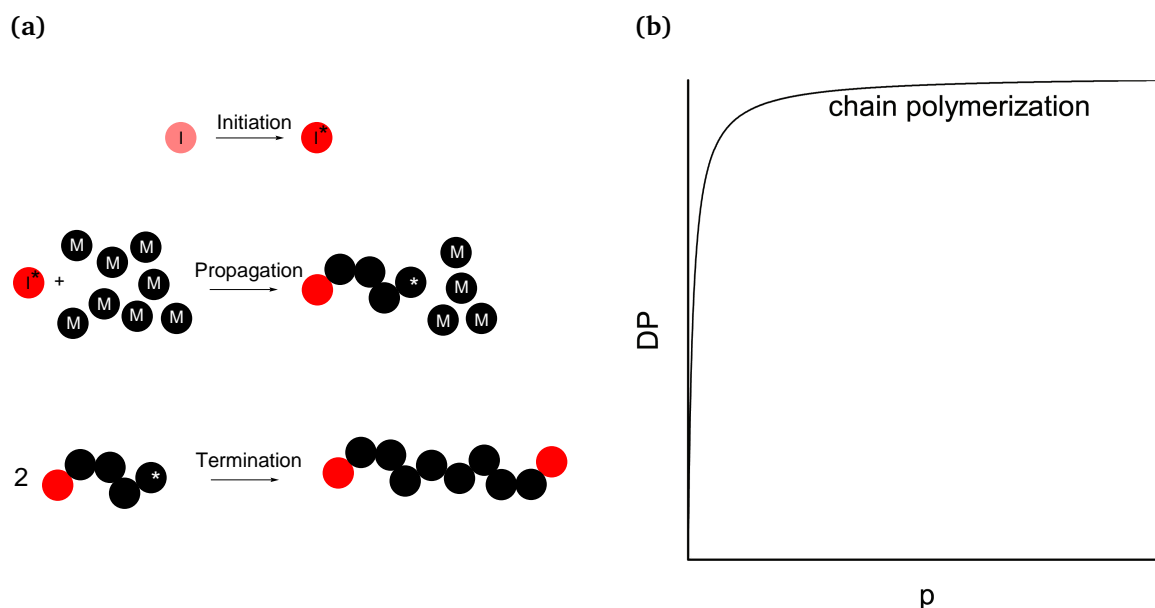 (a)
Initiation
I
I*
M
M
M
M
M
M
M
M
I*
+
Propagation
*
M
M
M
M
2
*
Termination
(b)
chain polymerization
DP
p